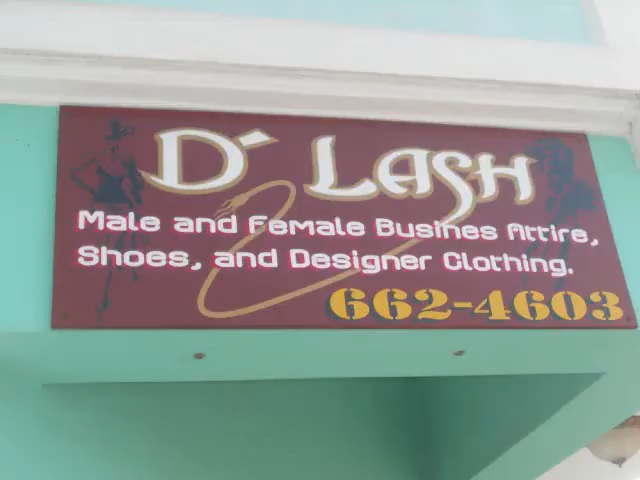 D´ LASH
Male and Female Busines Attire,
Shoes, and Designer Clothing.
662-4603